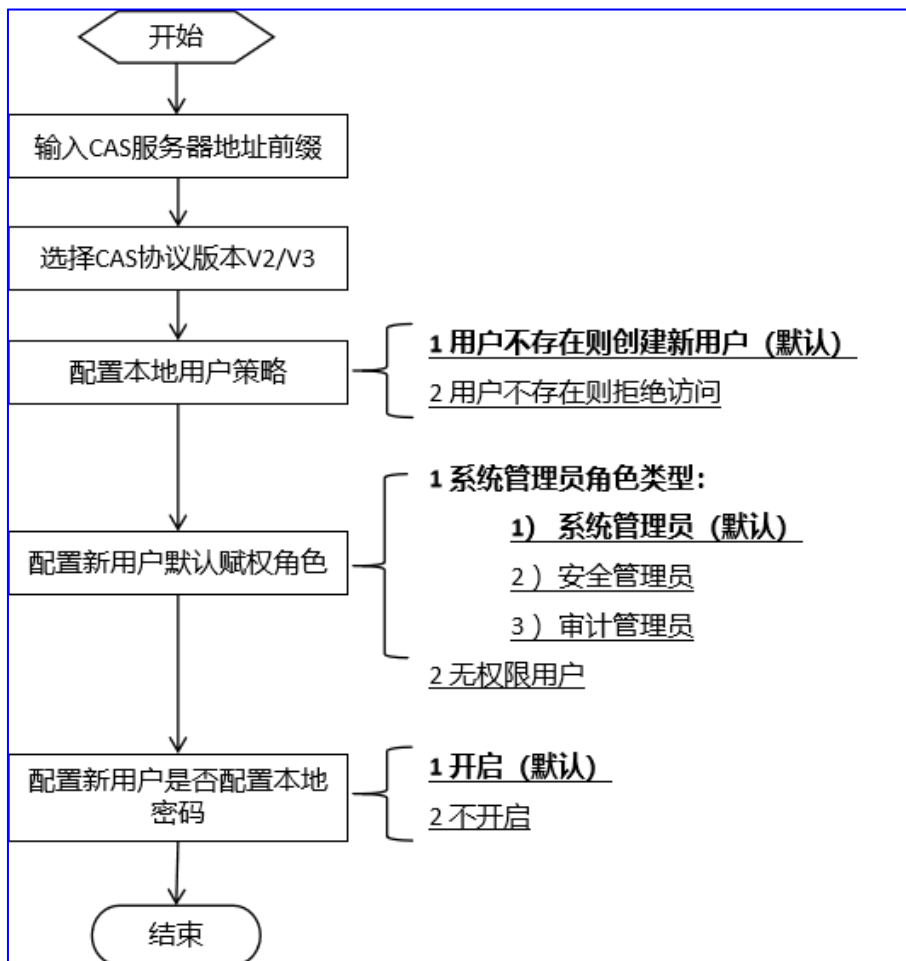 开始
输入CAS服务器地址前缀
选择CAS协议版本V2/V3
配置本地用户策略
1 用户不存在则创建新用户（默认）
2 用户不存在则拒绝访问
配置新用户默认赋权角色
1 系统管理员角色类型：
1） 系统管理员（默认）
2 ） 安全管理员
3 ） 审计管理员
2 无权限用户
配置新用户是否配置本地
密码
1 开启（默认）
2 不开启
结束